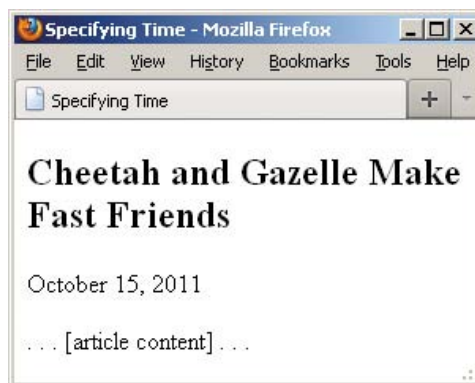 Specifying Time - Mozilla Firefox
File Edit View History Bookmarks Tools Help
Specifying Time
Cheetah and Gazelle Make
Fast Friends
October 15, 2011
. . . [article content] . . .